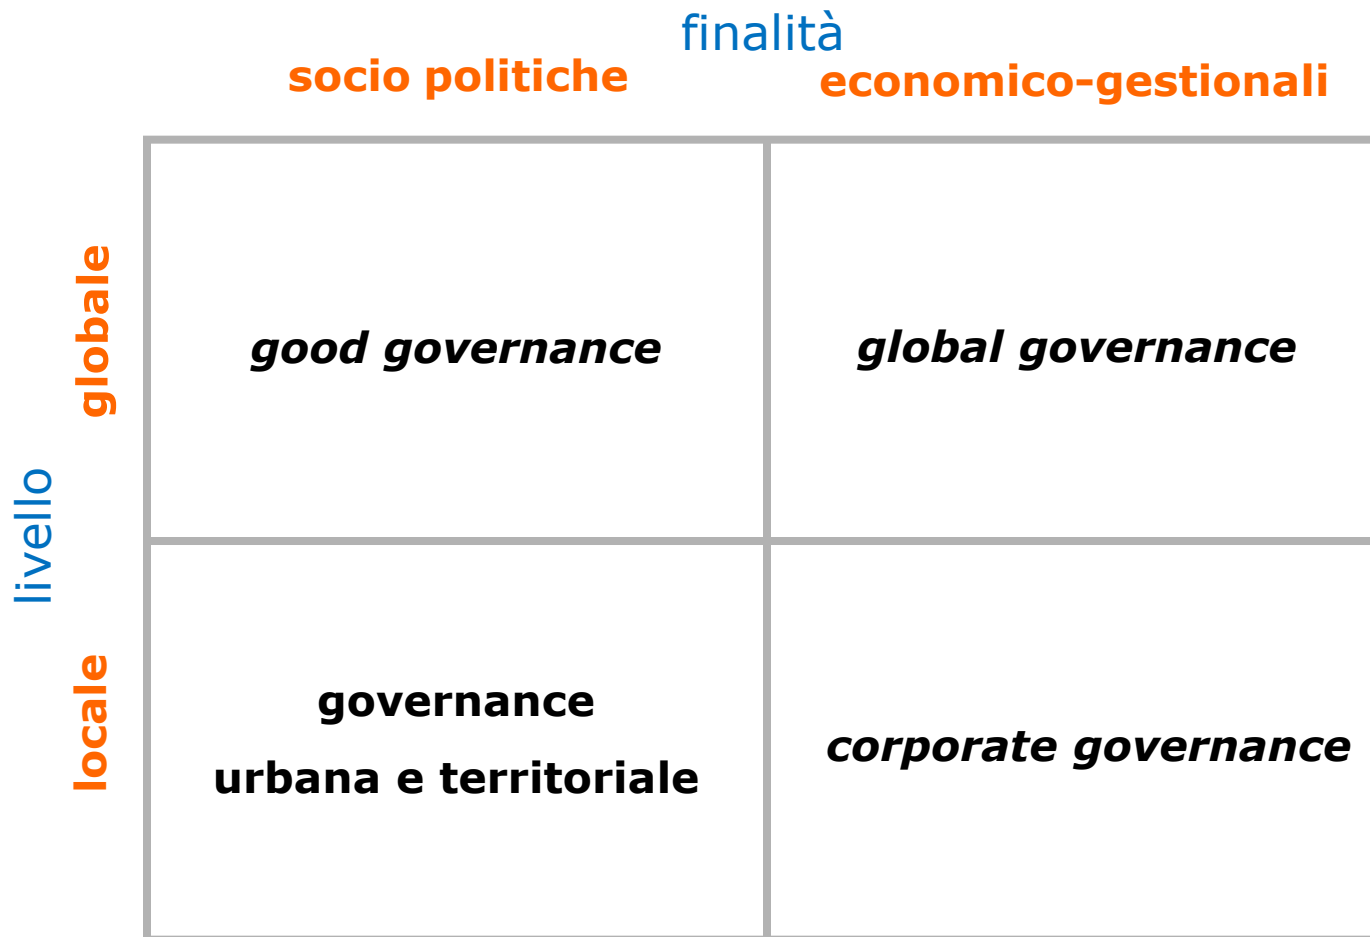 finalità
socio politiche
economico-gestionali
livello
globale
good governance
global governance
locale
governance
urbana e territoriale
corporate governance